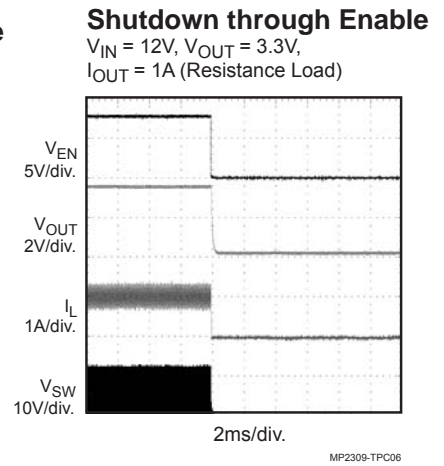 e
Shutdown through Enable
VIN = 12V, VOUT = 3.3V,
IOUT = 1A (Resistance Load)
VEN
5V/div.
VOUT
2V/div.
IL
1A/div.
VSW
10V/div.
2ms/div.
MP2309-TPC06